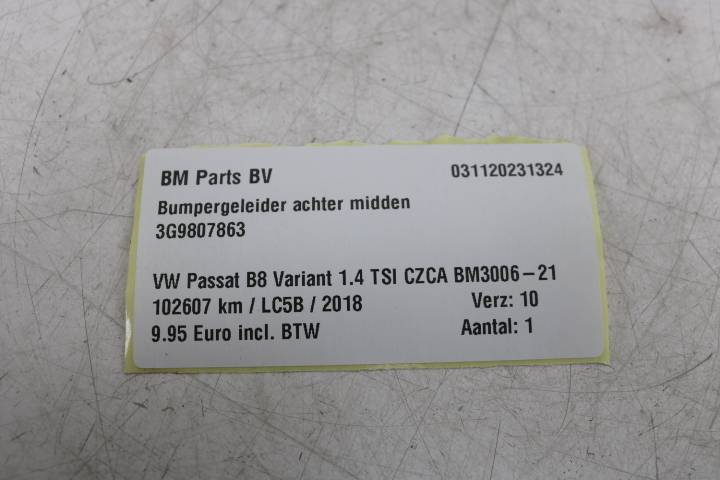 BM Parts BV 031120231324
Bumpergeleider achter midden
3G9807863
VW Passat B8 Variant 1.4 TSI CZCA BM3006-21
102607 km / LC5B / 2018 Verz: 10
9.95 Euro incl. BTW Aantal: 1